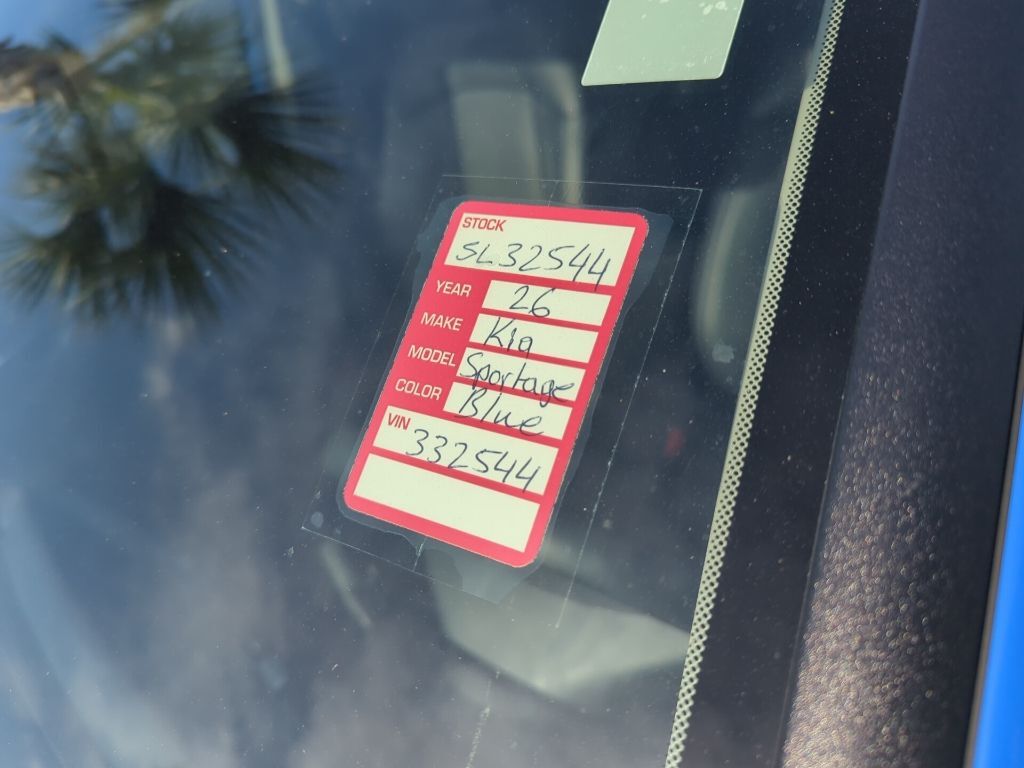 STOCK
SL32544
YEAR 26
MAKE Kia
MODEL Sportage
COLOR Blue
VIN
332544